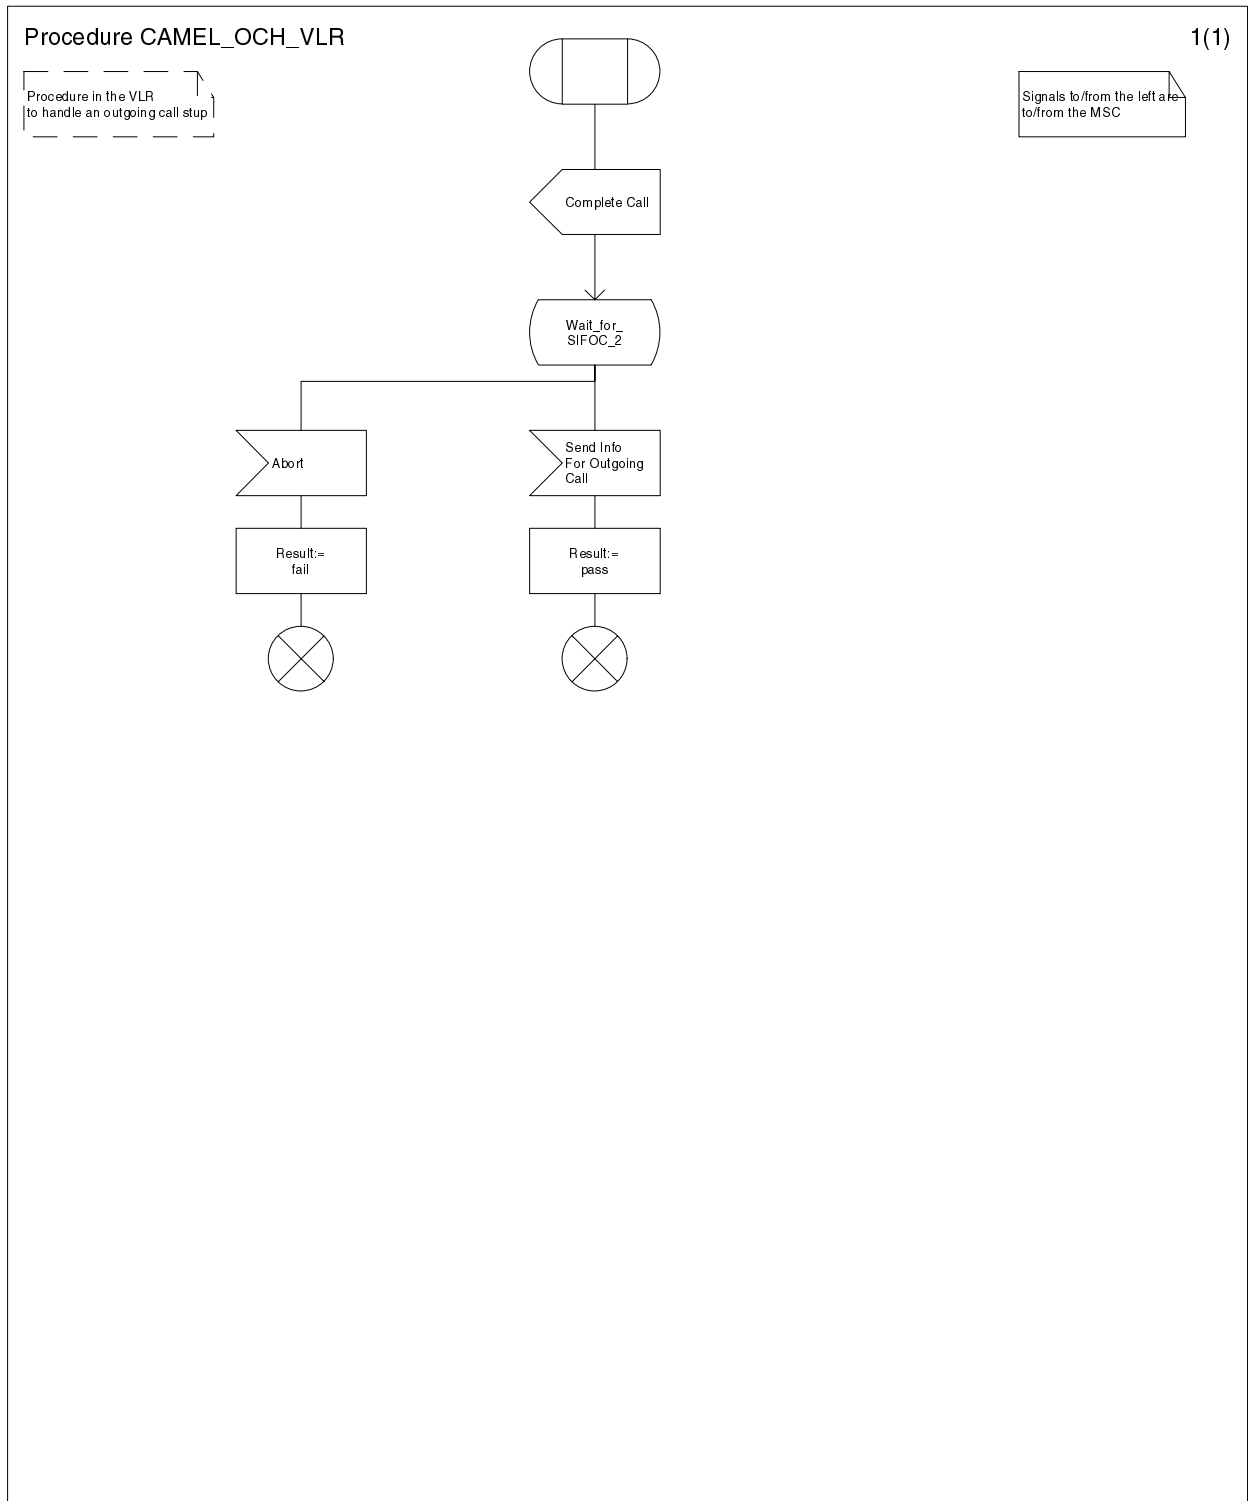 Procedure CAMEL_OCH_VLR
1(1)
Procedure in the VLR
to handle an outgoing call stup
Signals to/from the left are
to/from the MSC
Complete Call
Wait_for_
SIFOC_2
Abort
Send Info
For Outgoing
Call
Result:=
fail
Result:=
pass